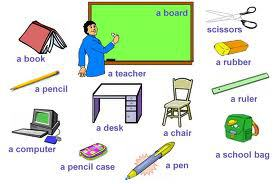 a board
scissors
a book
a teacher
a rubber
a pencil
a ruler
a desk
a chair
a computer
a school bag
a pencil case
a pen